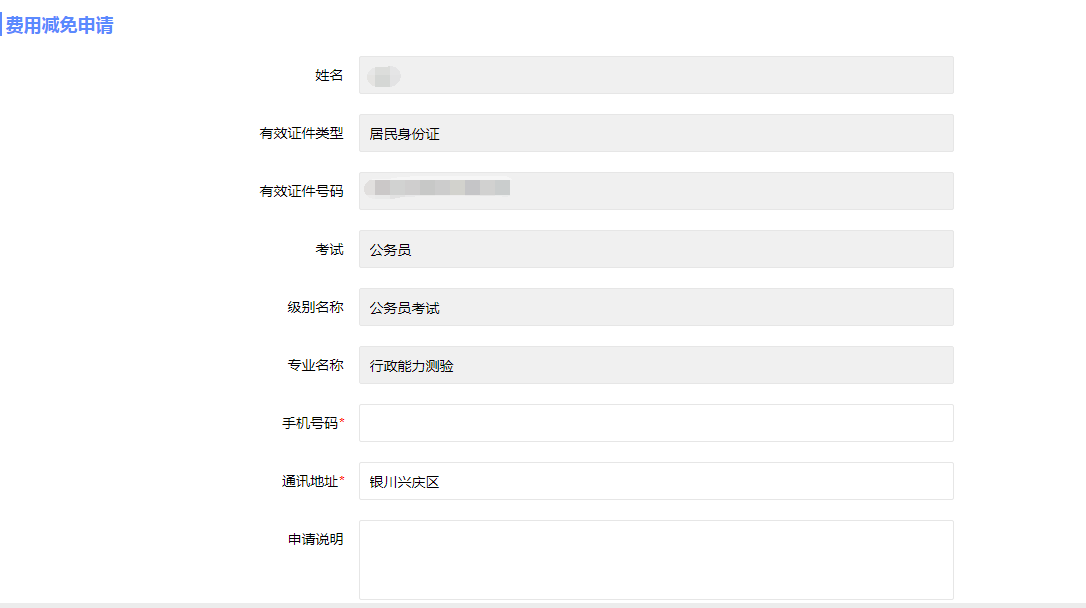 费用减免申请
姓名
有效证件类型 居民身份证
有效证件号码
考试 公务员
级别名称 公务员考试
专业名称 行政能力测验
手机号码*
通讯地址* 银川兴庆区
申请说明